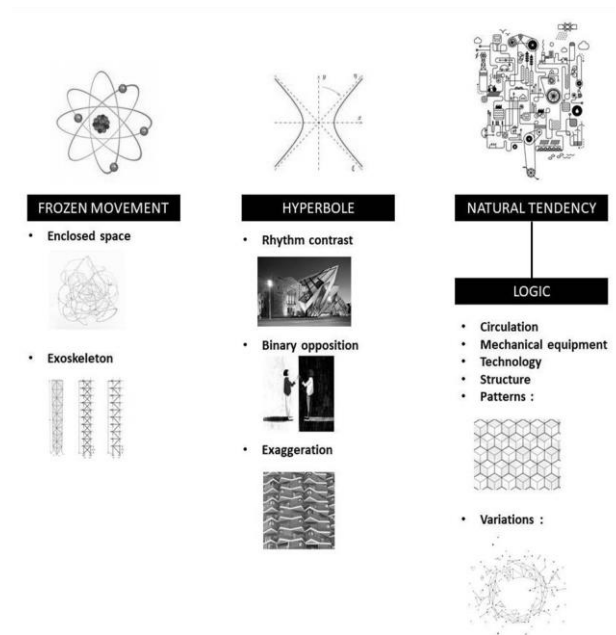 FROZEN MOVEMENT
• Enclosed space
• Exoskeleton
HYPERBOLE
• Rhythm contrast
• Binary opposition
• Exaggeration
NATURAL TENDENCY
LOGIC
• Circulation
• Mechanical equipment
• Technology
• Structure
• Patterns :
• Variations :